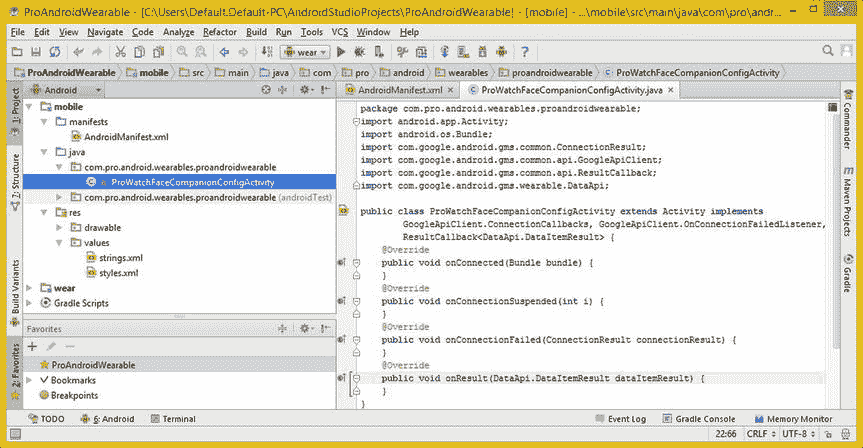 ProAndroidWearable - [C:\Users\Default.Default-PC\AndroidStudioProjects\ProAndroidWearable] - [mobile] - ...\mobile\src\main\java\com\pro\andr...
File Edit View Navigate Code Analyze Refactor Build Run Tools VCS Window Help
wear
ProAndroidWearable mobile src main java com pro android wearables proandroidwearable ProWatchFaceCompanionConfigActivity
1: Project
7: Structure
Build Variants
2: Favorites
Android
mobile
manifests
AndroidManifest.xml
java
com.pro.android.wearables.proandroidwearable
ProWatchFaceCompanionConfigActivity
com.pro.android.wearables.proandroidwearable (androidTest)
res
drawable
values
strings.xml
styles.xml
wear
Gradle Scripts
Favorites
ProAndroidWearable
Bookmarks
Breakpoints
AndroidManifest.xml
ProWatchFaceCompanionConfigActivity.java
package com.pro.android.wearables.proandroidwearable;
import android.app.Activity;
import android.os.Bundle;
import com.google.android.gms.common.ConnectionResult;
import com.google.android.gms.common.api.GoogleApiClient;
import com.google.android.gms.common.api.ResultCallback;
import com.google.android.gms.wearable.DataApi;
public class ProWatchFaceCompanionConfigActivity extends Activity implements
GoogleApiClient.ConnectionCallbacks, GoogleApiClient.OnConnectionFailedListener,
ResultCallback<DataApi.DataItemResult> {
@Override
public void onConnected(Bundle bundle) {
}
@Override
public void onConnectionSuspended(int i) {
}
@Override
public void onConnectionFailed(ConnectionResult connectionResult) {
}
@Override
public void onResult(DataApi.DataItemResult dataItemResult) {
}
}
Commander
Maven Projects
Gradle
TODO
6: Android
Terminal
Event Log
Gradle Console
Memory Monitor
22:66 CRLF UTF-8